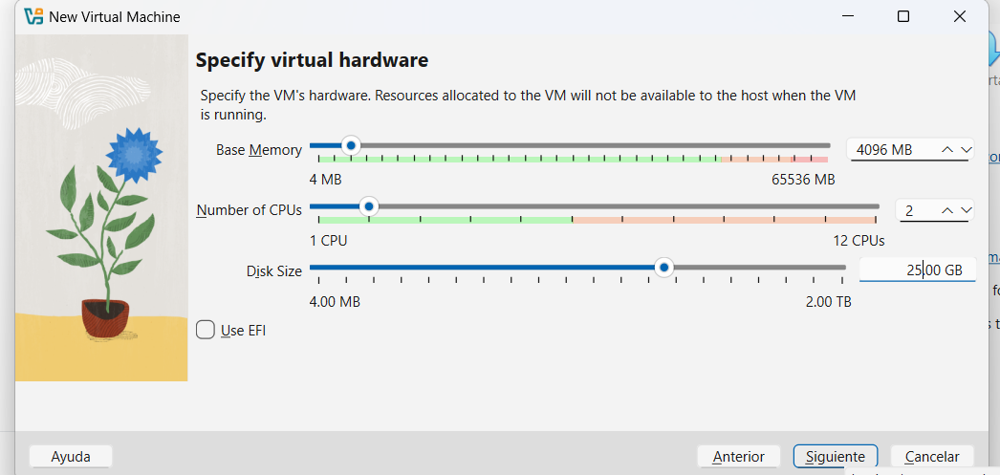 New Virtual Machine
Specify virtual hardware
Specify the VM's hardware. Resources allocated to the VM will not be available to the host when the VM
is running.
Base Memory
4096 MB
4 MB
65536 MB
Number of CPUs
2
1 CPU
12 CPUs
Disk Size
25.00 GB
4.00 MB
2.00 TB
Use EFI
Ayuda
Anterior
Siguiente
Cancelar